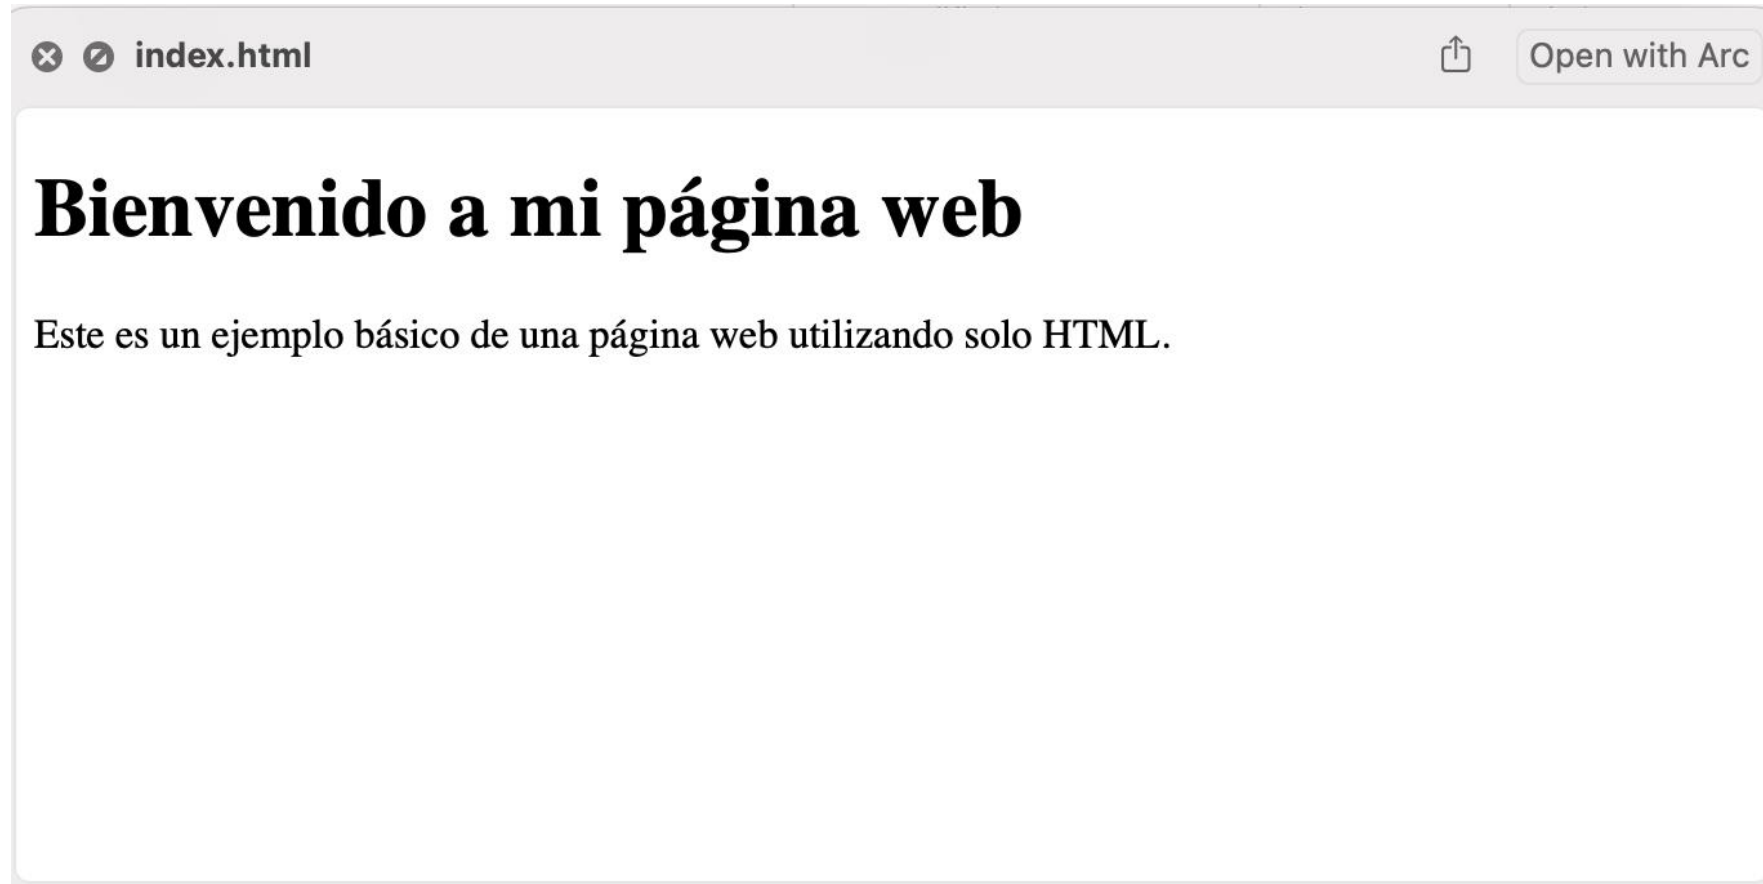 index.html
Open with Arc
Bienvenido a mi página web
Este es un ejemplo básico de una página web utilizando solo HTML.